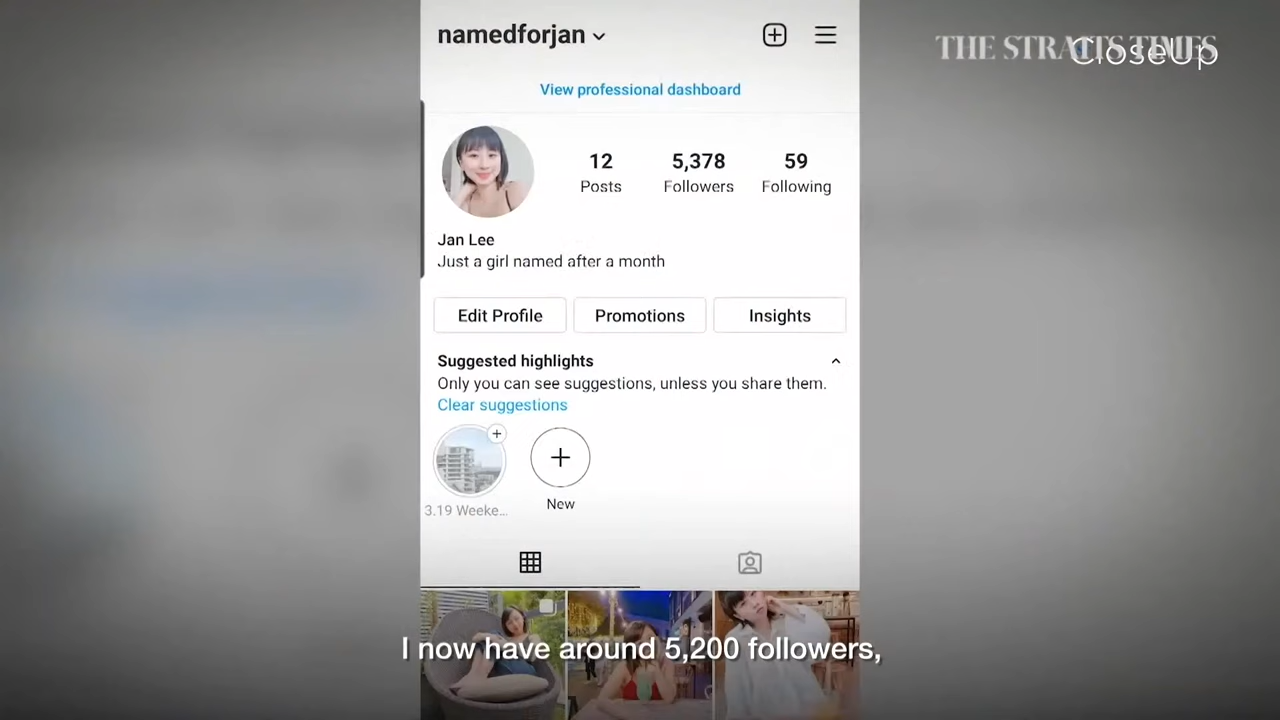 namedforjan
THE STRAITS TIMES
CloseUp
View professional dashboard
12
5,378
59
Posts
Followers
Following
Jan Lee
Just a girl named after a month
Edit Profile
Promotions
Insights
Suggested highlights
Only you can see suggestions, unless you share them.
Clear suggestions
3.19 Weeke...
New
I now have around 5,200 followers,